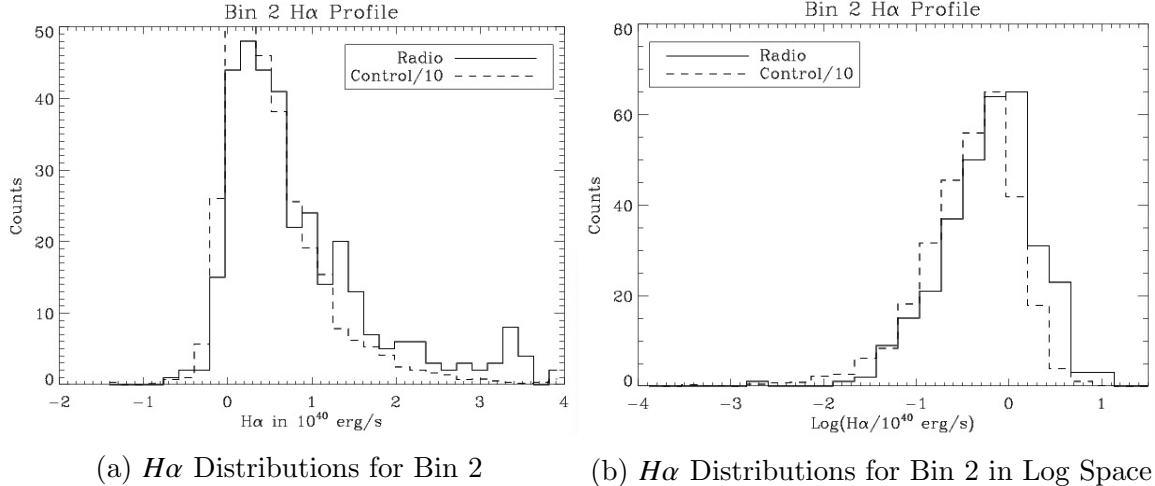 Bin 2 Hα Profile
Radio
Control/10
Counts
50
40
30
20
10
0
-2
-1
0
1
2
3
4
Hα in 10⁴⁰ erg/s
(a) Hα Distributions for Bin 2
Bin 2 Hα Profile
Radio
Control/10
Counts
80
60
40
20
0
-4
-3
-2
-1
0
1
Log(Hα/10⁴⁰ erg/s)
(b) Hα Distributions for Bin 2 in Log Space